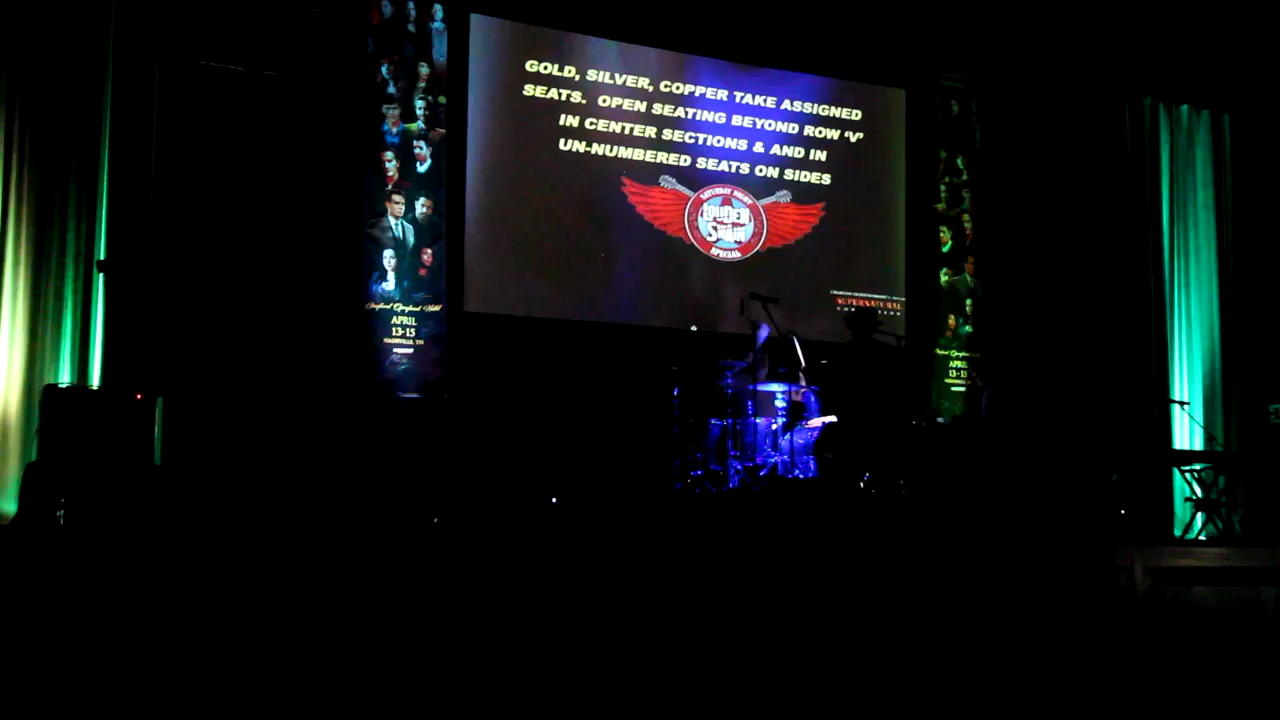 GOLD, SILVER, COPPER TAKE ASSIGNED
SEATS. OPEN SEATING BEYOND ROW 'V'
IN CENTER SECTIONS & AND IN
UN-NUMBERED SEATS ON SIDES
SATURDAY NIGHT
LOUDEN
SWAIN
SPECIAL
SUPERNATURAL
APRIL
13-15
NASHVILLE, TN
APRIL
13-15